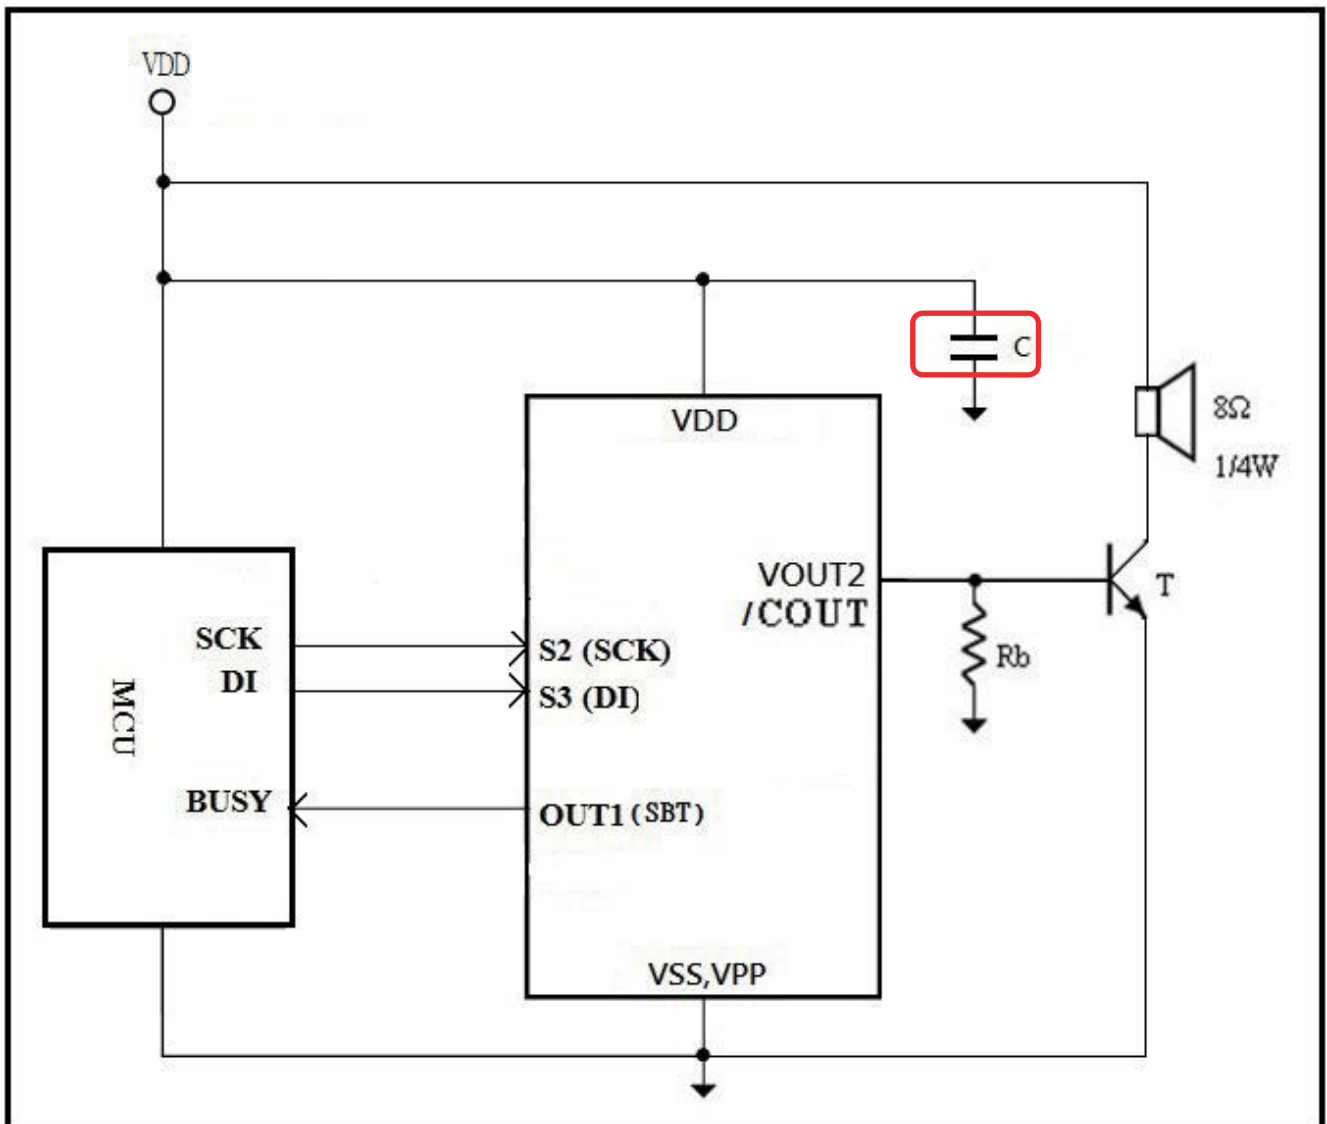 VDD
C
8Ω
1/4W
VDD
VOUT2
/COUT
T
SCK
S2 (SCK)
Rb
DI
S3 (DI)
MCU
BUSY
OUT1(SBT)
VSS,VPP